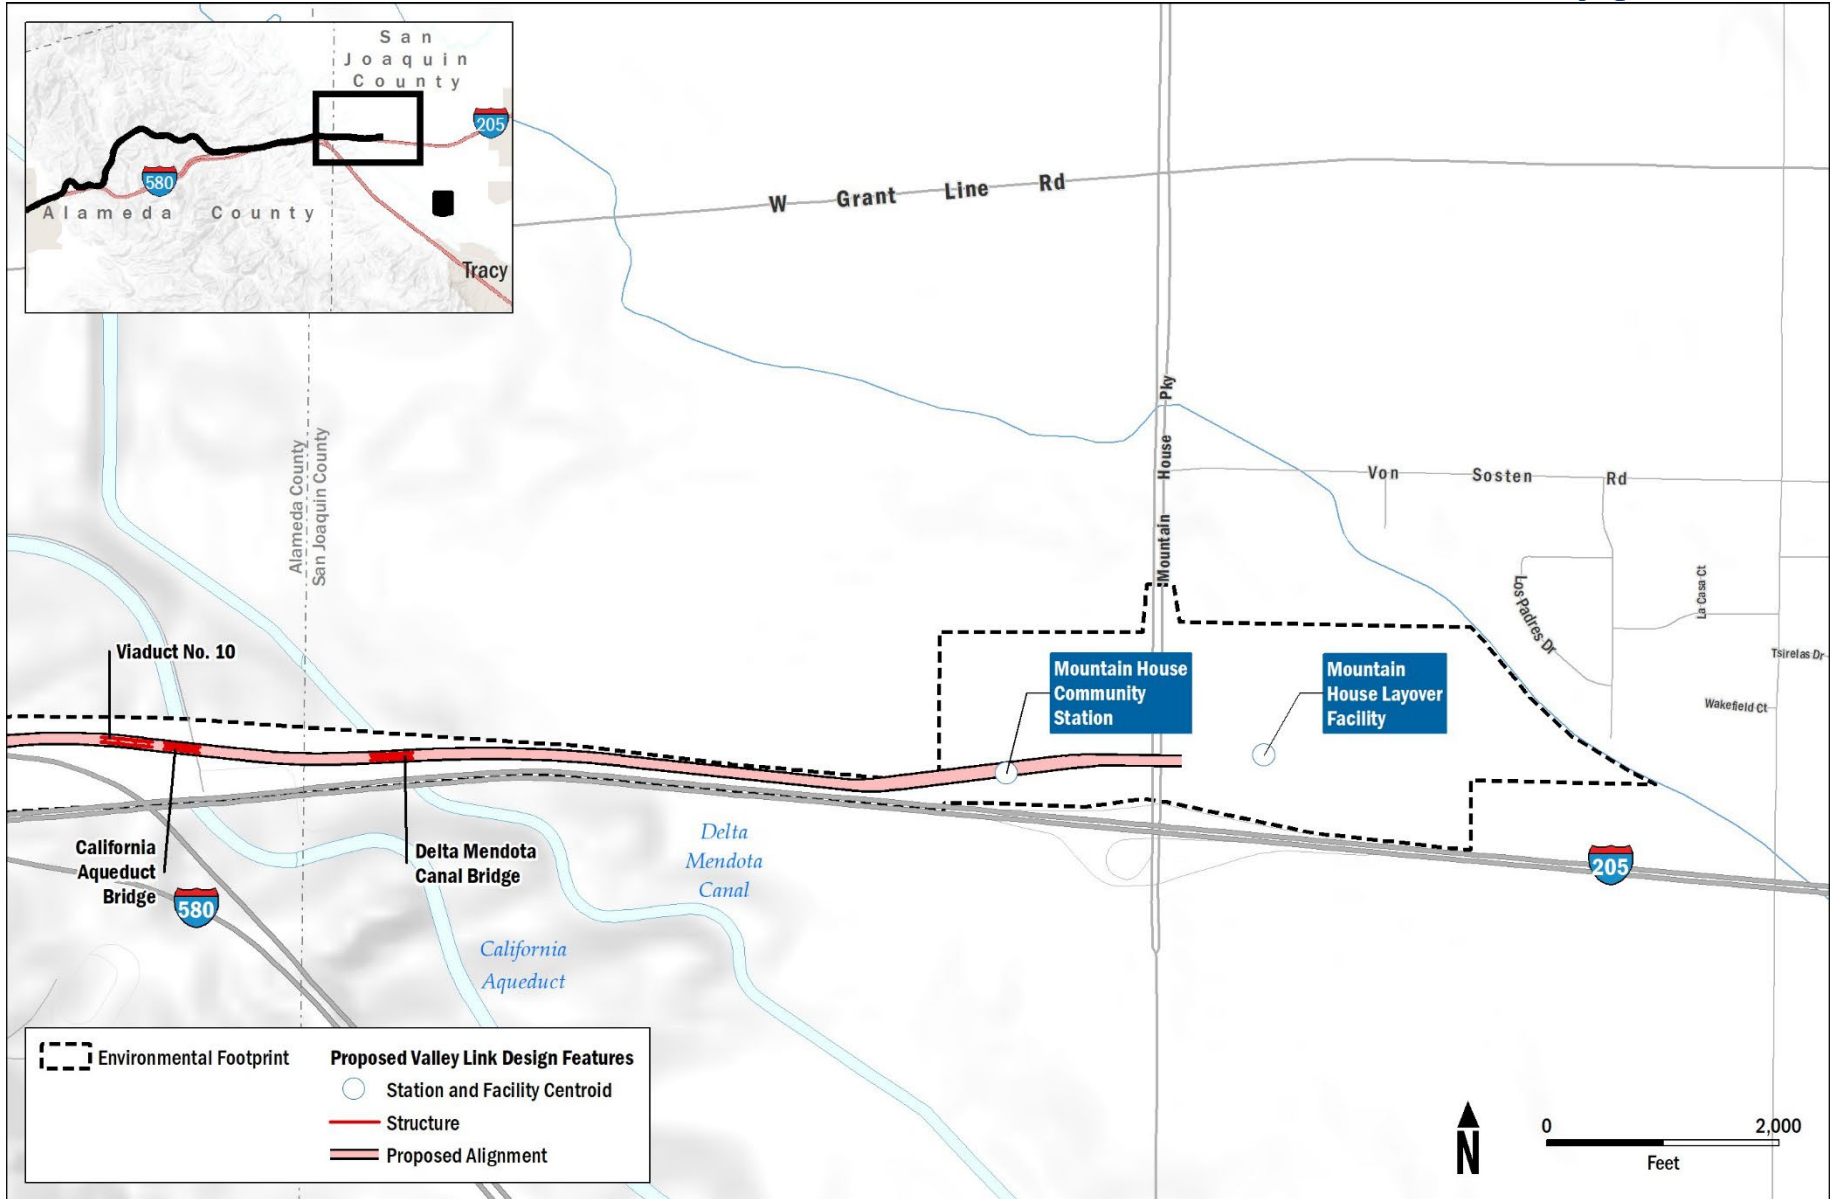 San
Joaquin
County
205
580
Alameda County
Tracy
W Grant Line Rd
Mountain House Pky
Von Sosten Rd
Alameda County
San Joaquin County
Los Padres Dr
La Casa Ct
Tsirelas Dr
Wakefield Ct
Viaduct No. 10
Mountain House
Community
Station
Mountain
House Layover
Facility
California
Aqueduct
Bridge
Delta Mendota
Canal Bridge
Delta
Mendota
Canal
205
580
California
Aqueduct
Environmental Footprint
Proposed Valley Link Design Features
Station and Facility Centroid
Structure
Proposed Alignment
N
0 2,000
Feet